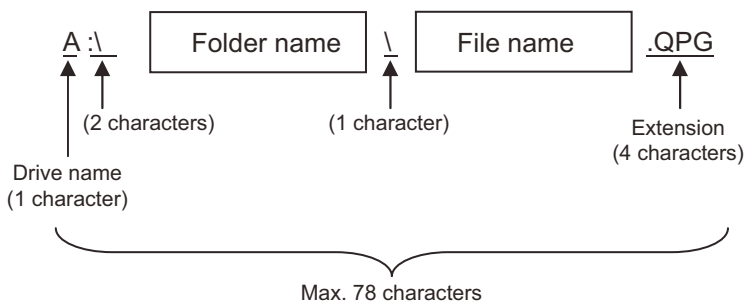 A :\ Folder name \ File name .QPG
(2 characters) (1 character) Extension
(4 characters)
Drive name
(1 character)
Max. 78 characters